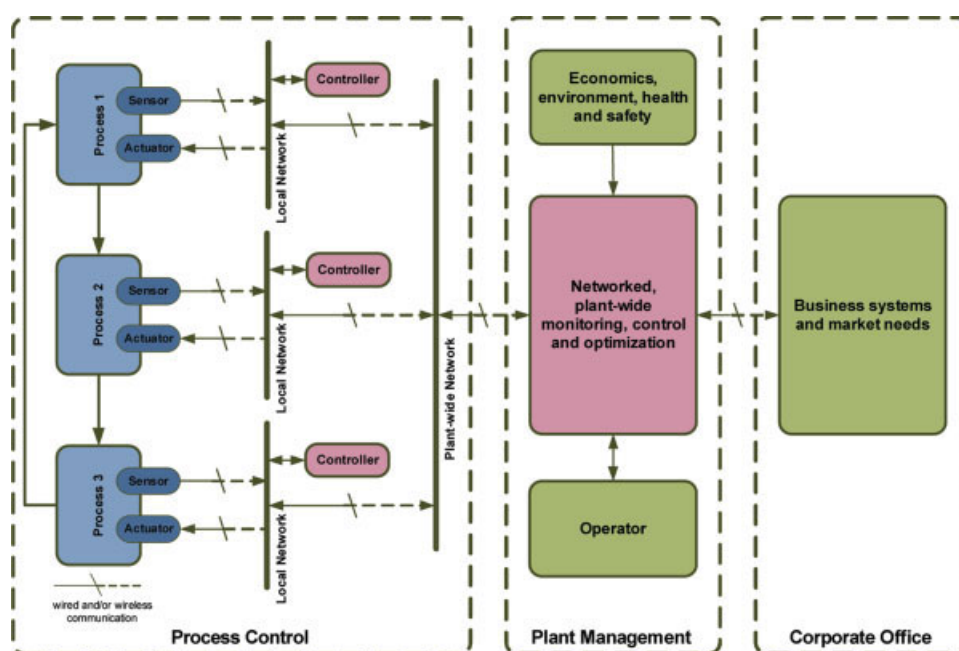 Process 1
Sensor
Actuator
Local Network
Controller
Process 2
Sensor
Actuator
Local Network
Controller
Process 3
Sensor
Actuator
Local Network
Controller
wired and/or wireless
communication
Process Control
Plant-wide Network
Economics,
environment, health
and safety
Networked,
plant-wide
monitoring, control
and optimization
Operator
Plant Management
Business systems
and market needs
Corporate Office